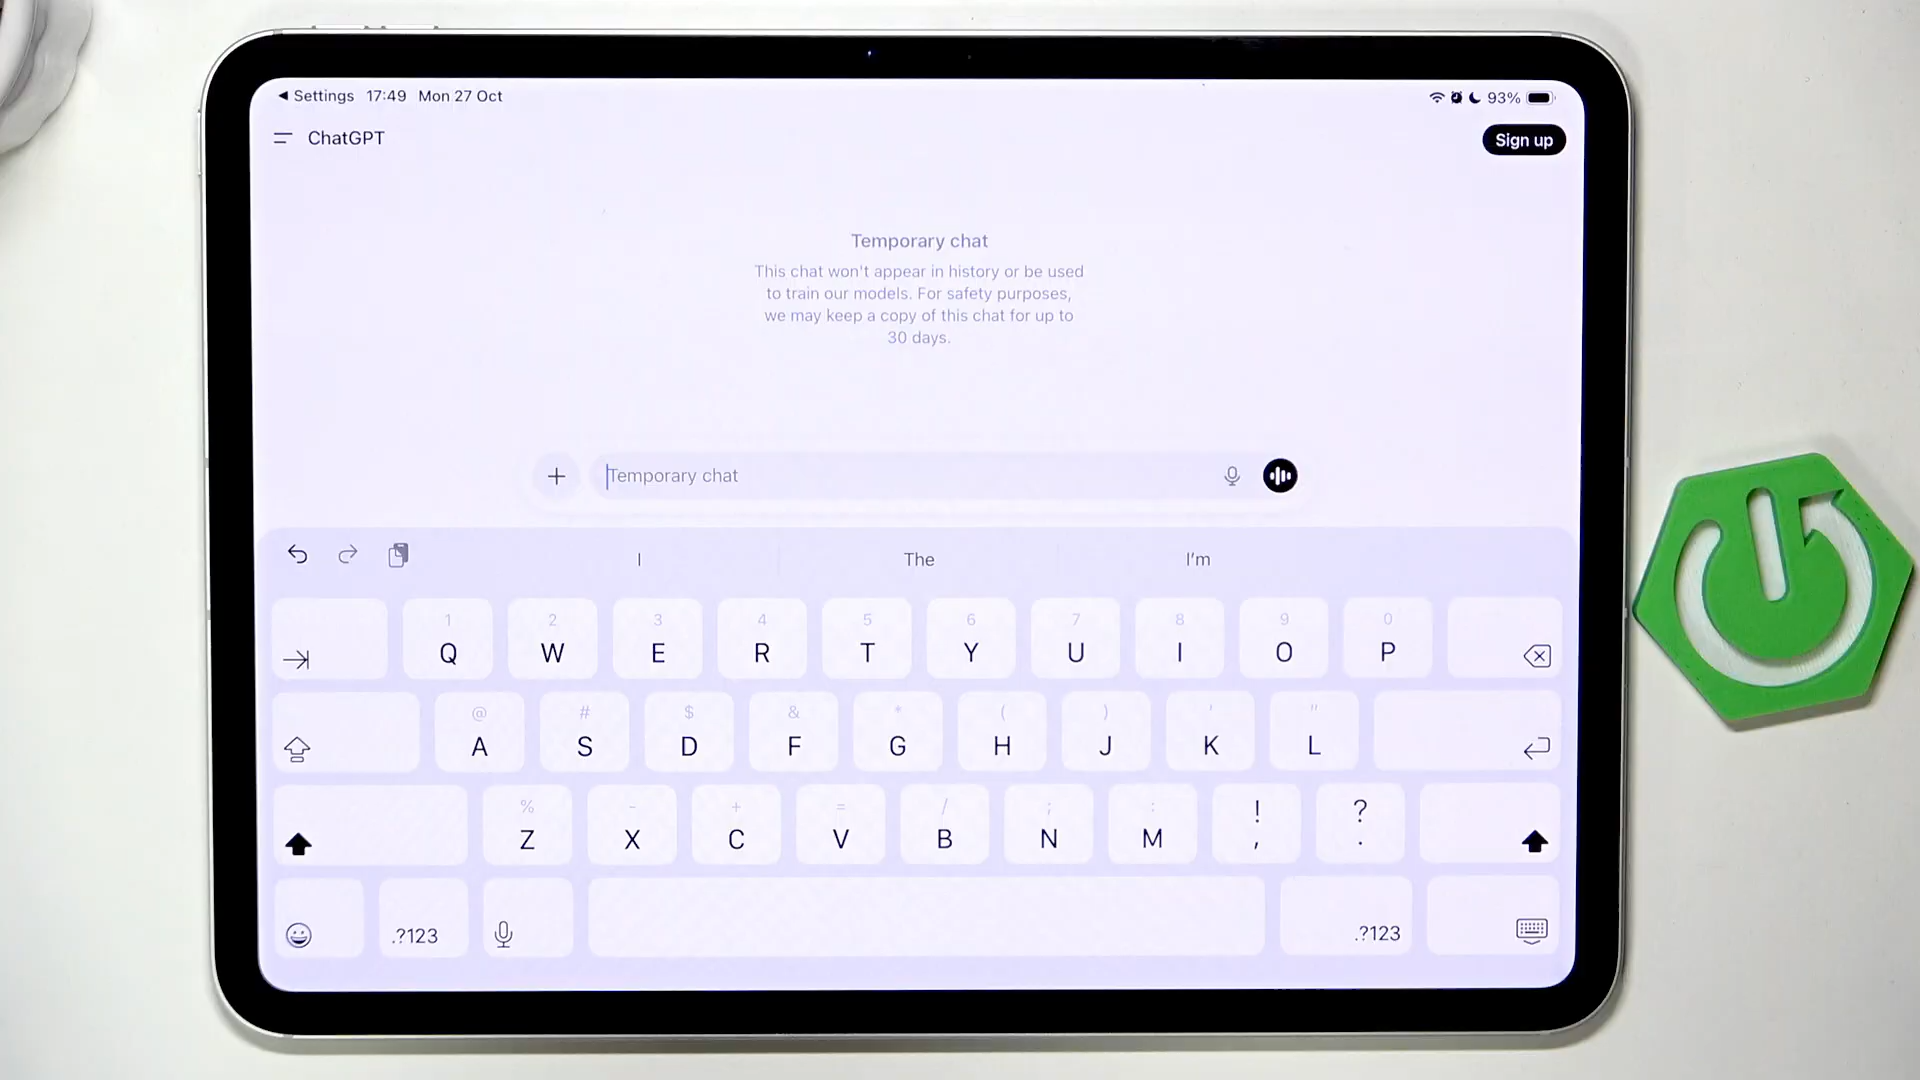 Settings 17:49 Mon 27 Oct 93%
ChatGPT Sign up
Temporary chat
This chat won't appear in history or be used
to train our models. For safety purposes,
we may keep a copy of this chat for up to
30 days.
Temporary chat
I The I'm
1 2 3 4 5 6 7 8 9 0
Q W E R T Y U I O P
@ # $ & * ( ) ' "
A S D F G H J K L
% - + = / ; : ! ?
Z X C V B N M , .
.?123 .?123